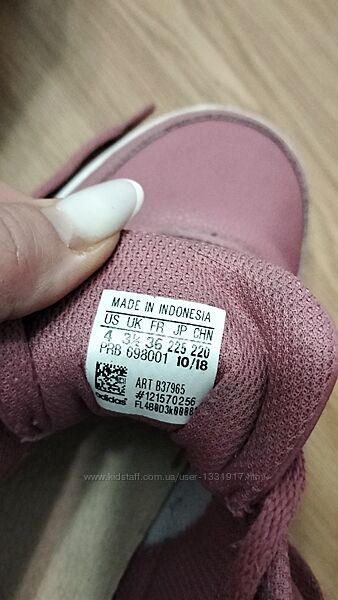 MADE IN INDONESIA
US UK FR JP CHN
4 3½ 36 225 220
PRB 698001 10/18
ART B37965
#121570256
adidas
www.kidstaff.com.ua/user-1331917.html